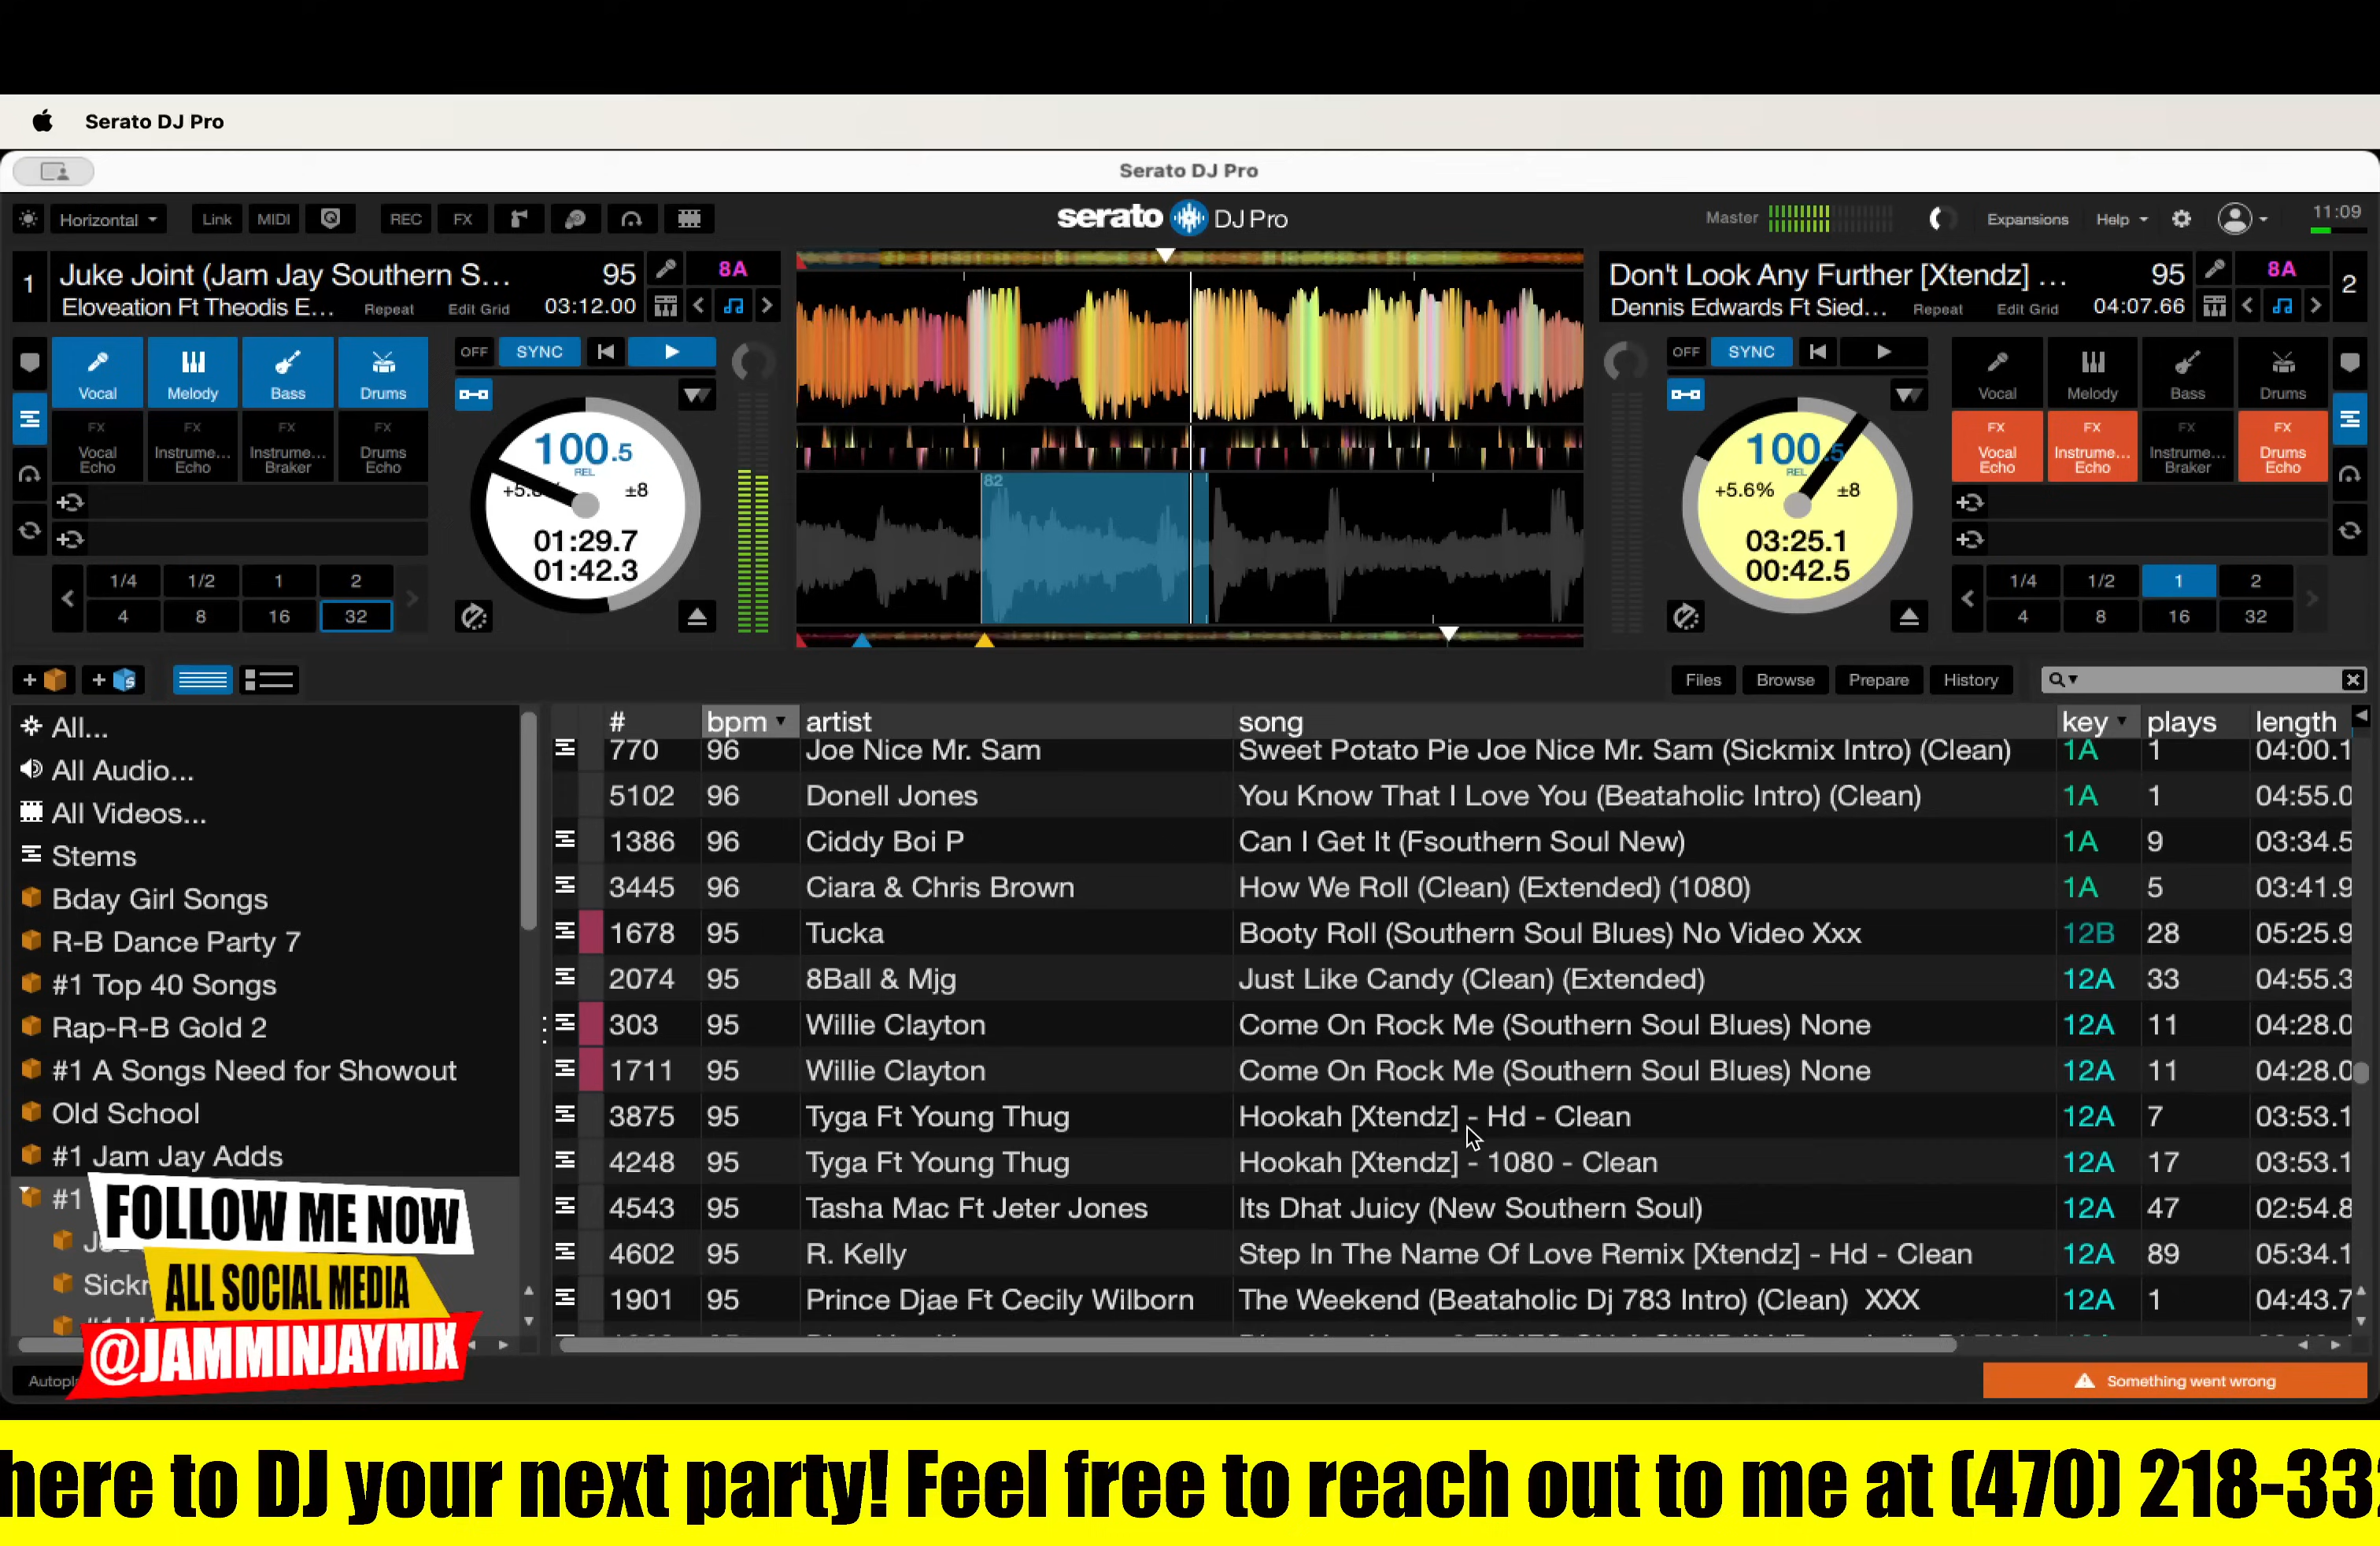 Serato DJ Pro
Serato DJ Pro
Horizontal Link MIDI REC FX serato DJ Pro Master Expansions Help 11:09
1 Juke Joint (Jam Jay Southern S... 95 8A
Eloveation Ft Theodis E... Repeat Edit Grid 03:12.00
Don't Look Any Further [Xtendz] ... 95 8A 2
Dennis Edwards Ft Sied... Repeat Edit Grid 04:07.66
Vocal Melody Bass Drums
FX FX FX FX
Vocal Echo Instrume... Echo Instrume... Braker Drums Echo
1/4 1/2 1 2
4 8 16 32
OFF SYNC
100.5
REL
±8
01:29.7
01:42.3
82
OFF SYNC
100.5
REL
+5.6% ±8
03:25.1
00:42.5
Vocal Melody Bass Drums
FX FX FX FX
Vocal Echo Instrume... Echo Instrume... Braker Drums Echo
1/4 1/2 1 2
4 8 16 32
Files Browse Prepare History
All...
All Audio...
All Videos...
Stems
Bday Girl Songs
R-B Dance Party 7
#1 Top 40 Songs
Rap-R-B Gold 2
#1 A Songs Need for Showout
Old School
#1 Jam Jay Adds
#1
# bpm artist song key plays length
770 96 Joe Nice Mr. Sam Sweet Potato Pie Joe Nice Mr. Sam (Sickmix Intro) (Clean) 1A 1 04:00.1
5102 96 Donell Jones You Know That I Love You (Beataholic Intro) (Clean) 1A 1 04:55.0
1386 96 Ciddy Boi P Can I Get It (Fsouthern Soul New) 1A 9 03:34.5
3445 96 Ciara & Chris Brown How We Roll (Clean) (Extended) (1080) 1A 5 03:41.9
1678 95 Tucka Booty Roll (Southern Soul Blues) No Video Xxx 12B 28 05:25.9
2074 95 8Ball & Mjg Just Like Candy (Clean) (Extended) 12A 33 04:55.3
303 95 Willie Clayton Come On Rock Me (Southern Soul Blues) None 12A 11 04:28.0
1711 95 Willie Clayton Come On Rock Me (Southern Soul Blues) None 12A 11 04:28.0
3875 95 Tyga Ft Young Thug Hookah [Xtendz] - Hd - Clean 12A 7 03:53.1
4248 95 Tyga Ft Young Thug Hookah [Xtendz] - 1080 - Clean 12A 17 03:53.1
4543 95 Tasha Mac Ft Jeter Jones Its Dhat Juicy (New Southern Soul) 12A 47 02:54.8
4602 95 R. Kelly Step In The Name Of Love Remix [Xtendz] - Hd - Clean 12A 89 05:34.1
1901 95 Prince Djae Ft Cecily Wilborn The Weekend (Beataholic Dj 783 Intro) (Clean) XXX 12A 1 04:43.7
FOLLOW ME NOW
ALL SOCIAL MEDIA
@JAMMINJAYMIX
Something went wrong
here to DJ your next party! Feel free to reach out to me at (470) 218-33